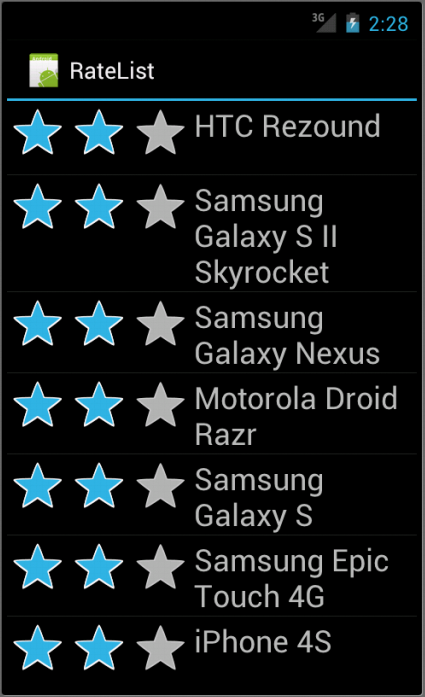 3G 2:28
RateList
HTC Rezound
Samsung
Galaxy S II
Skyrocket
Samsung
Galaxy Nexus
Motorola Droid
Razr
Samsung
Galaxy S
Samsung Epic
Touch 4G
iPhone 4S